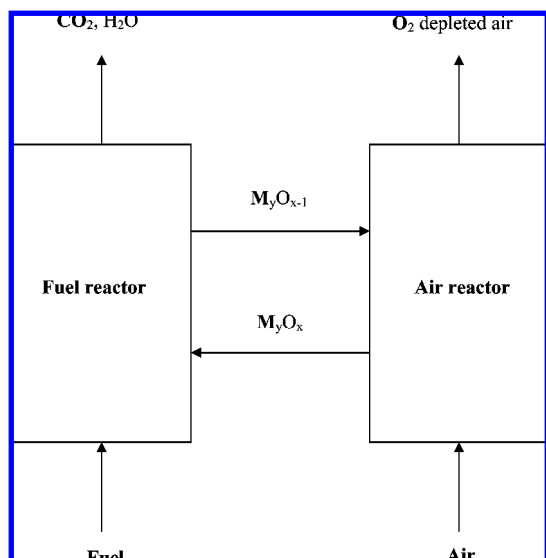 CO₂, H₂O
O₂ depleted air
MyOx-1
Fuel reactor
Air reactor
MyOx
Fuel
Air